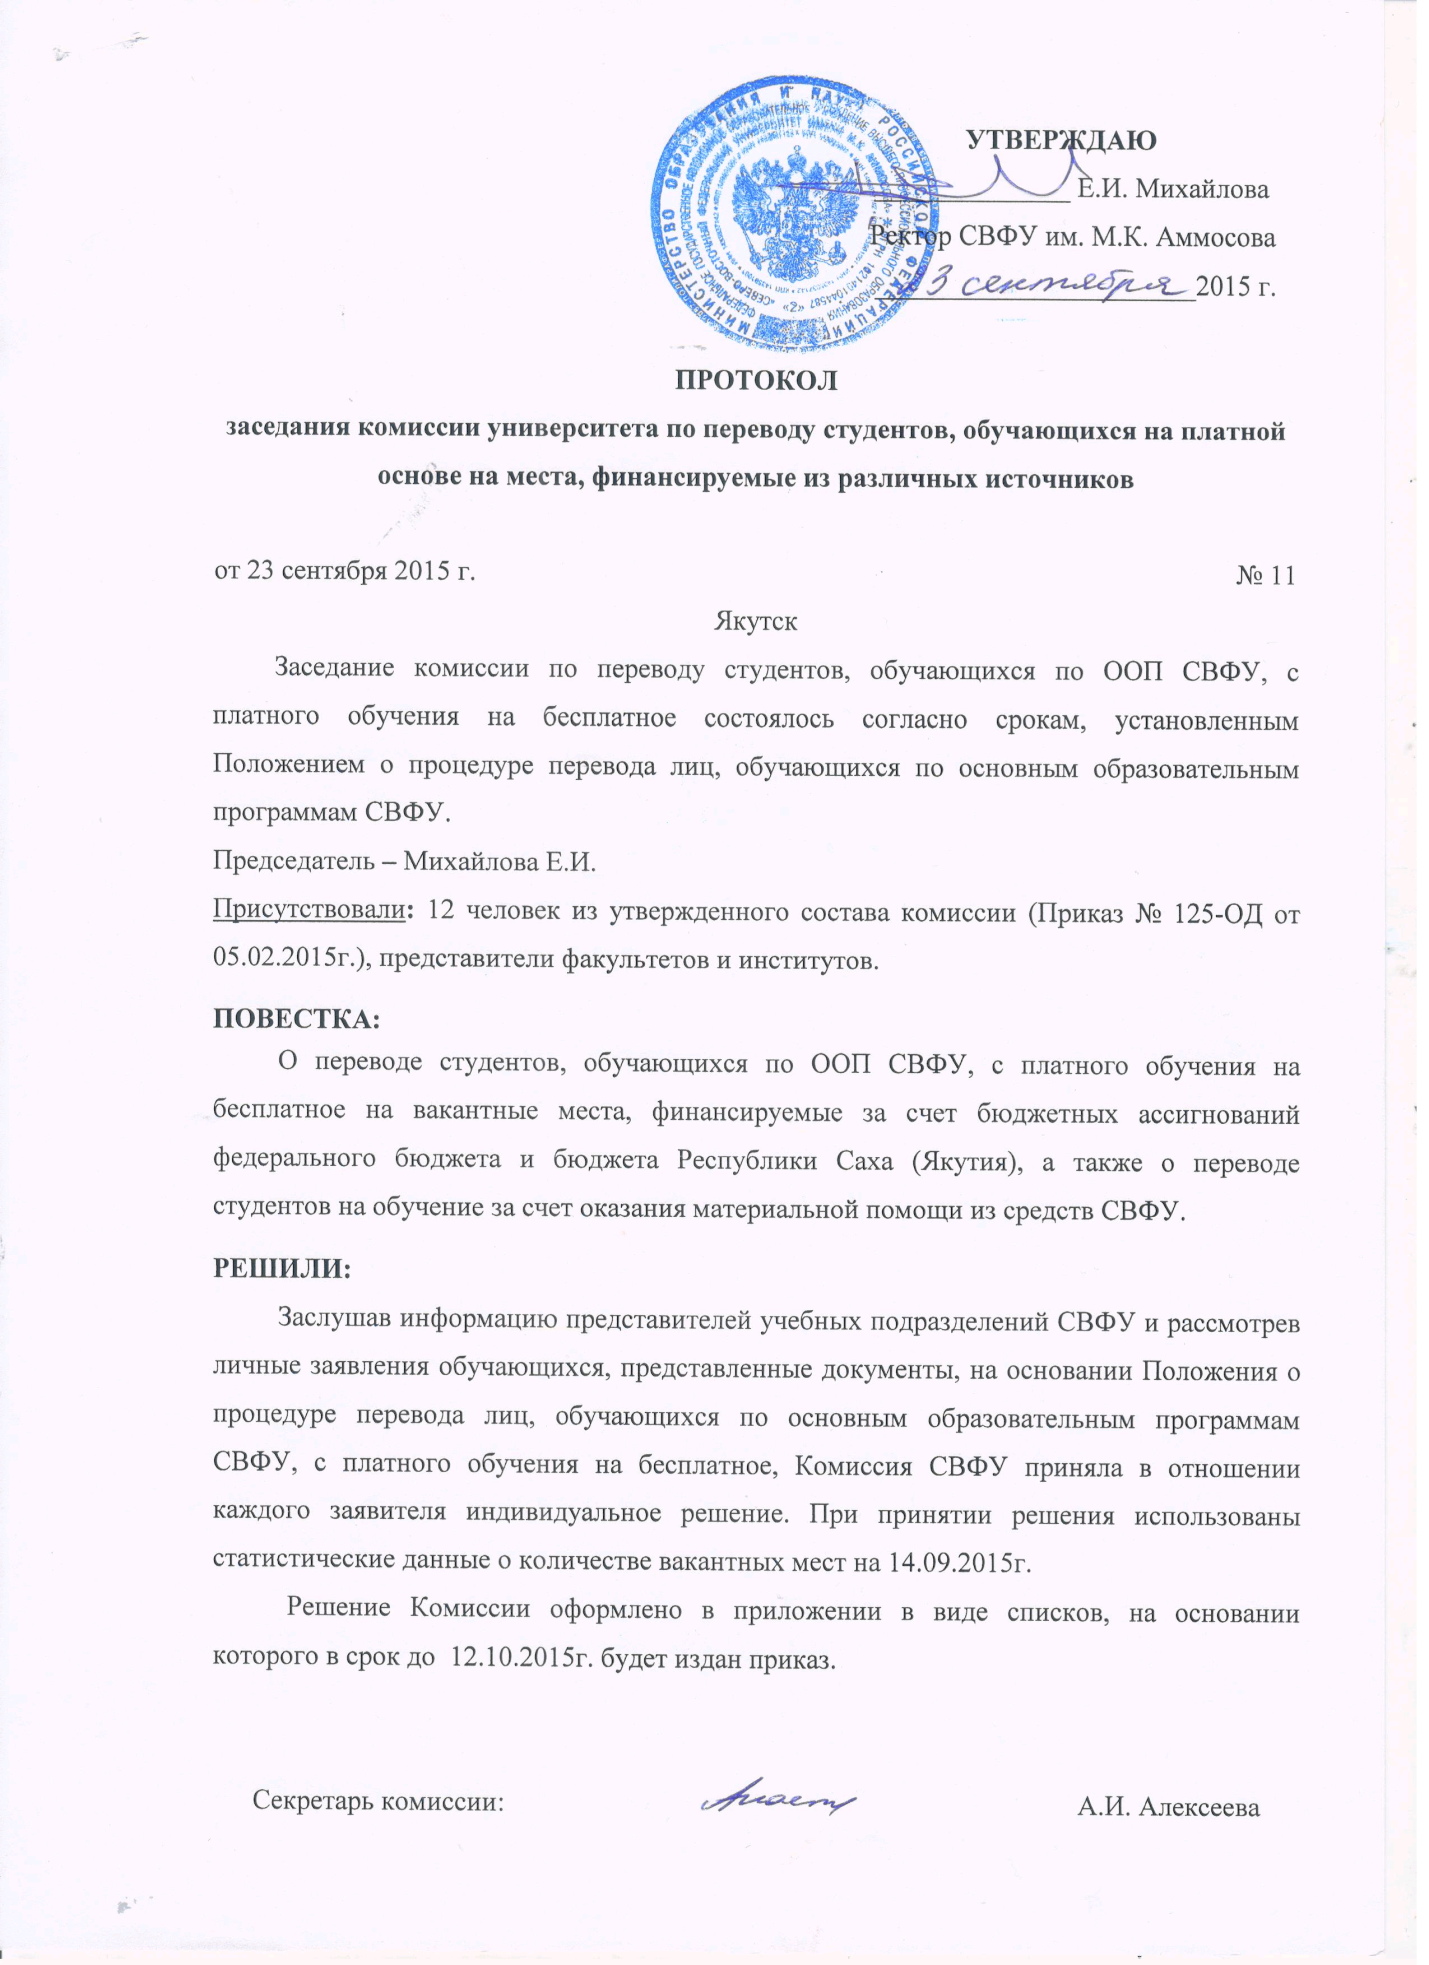 УТВЕРЖДАЮ
Е.И. Михайлова
Ректор СВФУ им. М.К. Аммосова
23 сентября 2015 г.
МИНИСТЕРСТВО ОБРАЗОВАНИЯ И НАУКИ РОССИЙСКОЙ ФЕДЕРАЦИИ
ПРОТОКОЛ
заседания комиссии университета по переводу студентов, обучающихся на платной
основе на места, финансируемые из различных источников
от 23 сентября 2015 г. № 11
Якутск
Заседание комиссии по переводу студентов, обучающихся по ООП СВФУ, с
платного обучения на бесплатное состоялось согласно срокам, установленным
Положением о процедуре перевода лиц, обучающихся по основным образовательным
программам СВФУ.
Председатель – Михайлова Е.И.
Присутствовали: 12 человек из утвержденного состава комиссии (Приказ № 125-ОД от
05.02.2015г.), представители факультетов и институтов.
ПОВЕСТКА:
О переводе студентов, обучающихся по ООП СВФУ, с платного обучения на
бесплатное на вакантные места, финансируемые за счет бюджетных ассигнований
федерального бюджета и бюджета Республики Саха (Якутия), а также о переводе
студентов на обучение за счет оказания материальной помощи из средств СВФУ.
РЕШИЛИ:
Заслушав информацию представителей учебных подразделений СВФУ и рассмотрев
личные заявления обучающихся, представленные документы, на основании Положения о
процедуре перевода лиц, обучающихся по основным образовательным программам
СВФУ, с платного обучения на бесплатное, Комиссия СВФУ приняла в отношении
каждого заявителя индивидуальное решение. При принятии решения использованы
статистические данные о количестве вакантных мест на 14.09.2015г.
Решение Комиссии оформлено в приложении в виде списков, на основании
которого в срок до 12.10.2015г. будет издан приказ.
Секретарь комиссии: А.И. Алексеева